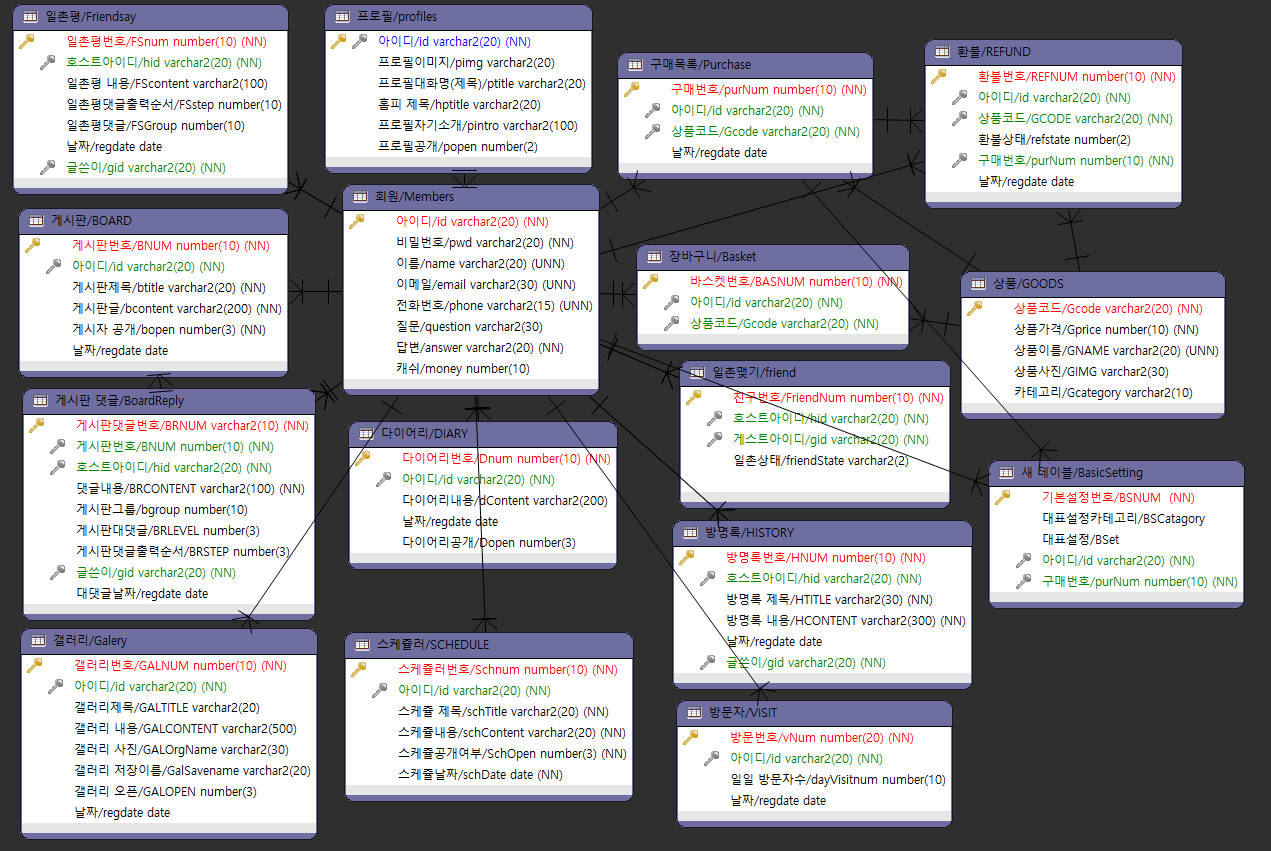 일촌평/Friendsay
일촌평번호/FSnum number(10) (NN)
호스트아이디/hid varchar2(20) (NN)
일촌평 내용/FScontent varchar2(100)
일촌평댓글출력순서/FSstep number(10)
일촌평댓글/FSGroup number(10)
날짜/regdate date
글쓴이/gid varchar2(20) (NN)
프로필/profiles
아이디/id varchar2(20) (NN)
프로필이미지/pimg varchar2(20)
프로필대화명(제목)/ptitle varchar2(20)
홈피 제목/hptitle varchar2(20)
프로필자기소개/pintro varchar2(100)
프로필공개/popen number(2)
구매목록/Purchase
구매번호/purNum number(10) (NN)
아이디/id varchar2(20) (NN)
상품코드/Gcode varchar2(20) (NN)
날짜/regdate date
환불/REFUND
환불번호/REFNUM number(10) (NN)
아이디/id varchar2(20) (NN)
상품코드/GCODE varchar2(20) (NN)
환불상태/refstate number(2)
구매번호/purNum number(10) (NN)
날짜/regdate date
회원/Members
아이디/id varchar2(20) (NN)
비밀번호/pwd varchar2(20) (NN)
이름/name varchar2(20) (UNN)
이메일/email varchar2(30) (UNN)
전화번호/phone varchar2(15) (UNN)
질문/question varchar2(30)
답변/answer varchar2(20) (NN)
캐쉬/money number(10)
게시판/BOARD
게시판번호/BNUM number(10) (NN)
아이디/id varchar2(20) (NN)
게시판제목/btitle varchar2(20) (NN)
게시판글/bcontent varchar2(200) (NN)
게시자 공개/bopen number(3) (NN)
날짜/regdate date
장바구니/Basket
바스켓번호/BASNUM number(10) (NN)
아이디/id varchar2(20) (NN)
상품코드/Gcode varchar2(20) (NN)
상품/GOODS
상품코드/Gcode varchar2(20) (NN)
상품가격/Gprice number(10) (NN)
상품이름/GNAME varchar2(20) (UNN)
상품사진/GIMG varchar2(30)
카테고리/Gcategory varchar2(10)
일촌맺기/friend
친구번호/FriendNum number(10) (NN)
호스트아이디/hid varchar2(20) (NN)
게스트아이디/gid varchar2(20) (NN)
일촌상태/friendState varchar2(2)
게시판 댓글/BoardReply
게시판댓글번호/BRNUM varchar2(10) (NN)
게시판번호/BNUM number(10) (NN)
호스트아이디/hid varchar2(20) (NN)
댓글내용/BRCONTENT varchar2(100) (NN)
게시판그룹/bgroup number(10)
게시판대댓글/BRLEVEL number(3)
게시판댓글출력순서/BRSTEP number(3)
글쓴이/gid varchar2(20) (NN)
대댓글날짜/regdate date
다이어리/DIARY
다이어리번호/Dnum number(10) (NN)
아이디/id varchar2(20) (NN)
다이어리내용/dContent varchar2(200)
날짜/regdate date
다이어리공개/Dopen number(3)
새 테이블/BasicSetting
기본설정번호/BSNUM (NN)
대표설정카테고리/BSCatagory
대표설정/BSet
아이디/id varchar2(20) (NN)
구매번호/purNum number(10) (NN)
방명록/HISTORY
방명록번호/HNUM number(10) (NN)
호스트아이디/hid varchar2(20) (NN)
방명록 제목/HTITLE varchar2(30) (NN)
방명록 내용/HCONTENT varchar2(300) (NN)
날짜/regdate date
글쓴이/gid varchar2(20) (NN)
갤러리/Galery
갤러리번호/GALNUM number(10) (NN)
아이디/id varchar2(20) (NN)
갤러리제목/GALTITLE varchar2(20)
갤러리 내용/GALCONTENT varchar2(500)
갤러리 사진/GALOrgName varchar2(30)
갤러리 저장이름/GalSavename varchar2(20)
갤러리 오픈/GALOPEN number(3)
날짜/regdate date
스케쥴러/SCHEDULE
스케쥴러번호/Schnum number(10) (NN)
아이디/id varchar2(20) (NN)
스케쥴 제목/schTitle varchar2(20) (NN)
스케쥴내용/schContent varchar2(20) (NN)
스케쥴공개여부/SchOpen number(3) (NN)
스케쥴날짜/schDate date (NN)
방문자/VISIT
방문번호/vNum number(20) (NN)
아이디/id varchar2(20) (NN)
일일 방문자수/dayVisitnum number(10)
날짜/regdate date